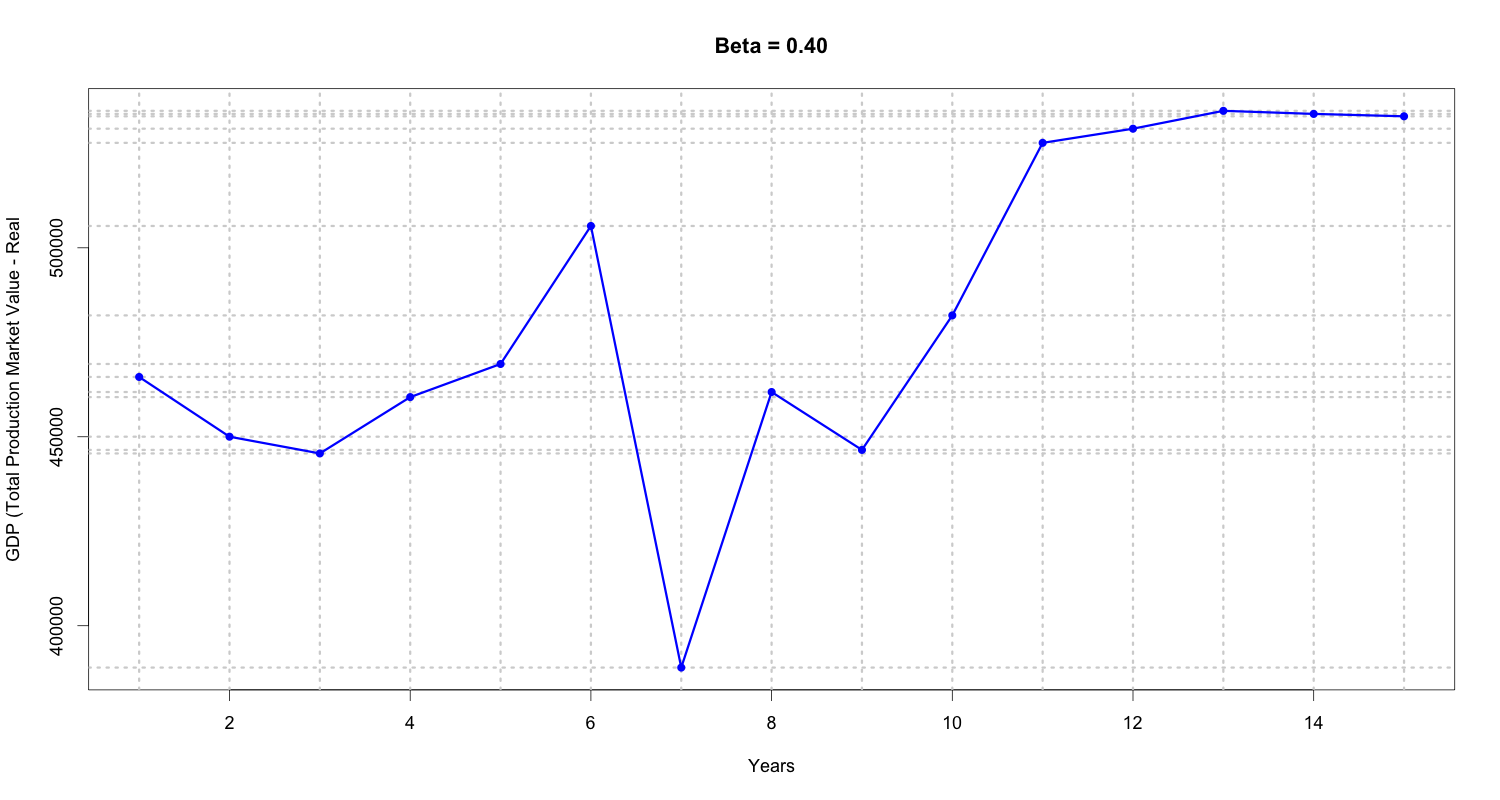 Beta = 0.40
GDP (Total Production Market Value - Real
500000
450000
400000
2 4 6 8 10 12 14
Years